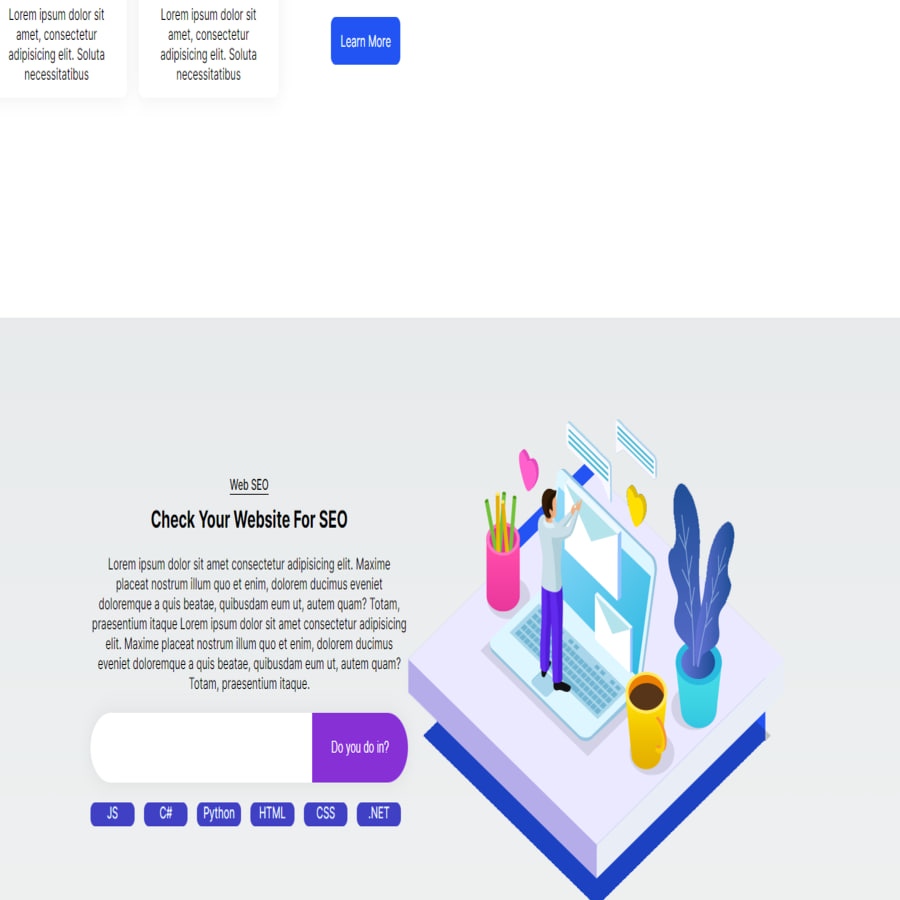 Lorem ipsum dolor sit
amet, consectetur
adipisicing elit. Soluta
necessitatibus
Lorem ipsum dolor sit
amet, consectetur
adipisicing elit. Soluta
necessitatibus
Learn More
Web SEO
Check Your Website For SEO
Lorem ipsum dolor sit amet consectetur adipisicing elit. Maxime
placeat nostrum illum quo et enim, dolorem ducimus eveniet
doloremque a quis beatae, quibusdam eum ut, autem quam? Totam,
praesentium itaque Lorem ipsum dolor sit amet consectetur adipisicing
elit. Maxime placeat nostrum illum quo et enim, dolorem ducimus
eveniet doloremque a quis beatae, quibusdam eum ut, autem quam?
Totam, praesentium itaque.
Do you do in?
JS C# Python HTML CSS .NET